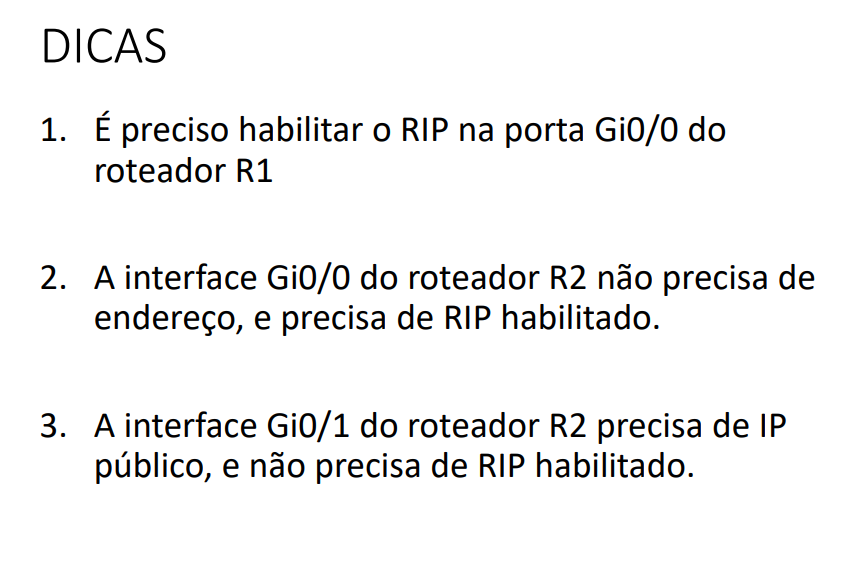 DICAS
1. É preciso habilitar o RIP na porta Gi0/0 do
roteador R1
2. A interface Gi0/0 do roteador R2 não precisa de
endereço, e precisa de RIP habilitado.
3. A interface Gi0/1 do roteador R2 precisa de IP
público, e não precisa de RIP habilitado.